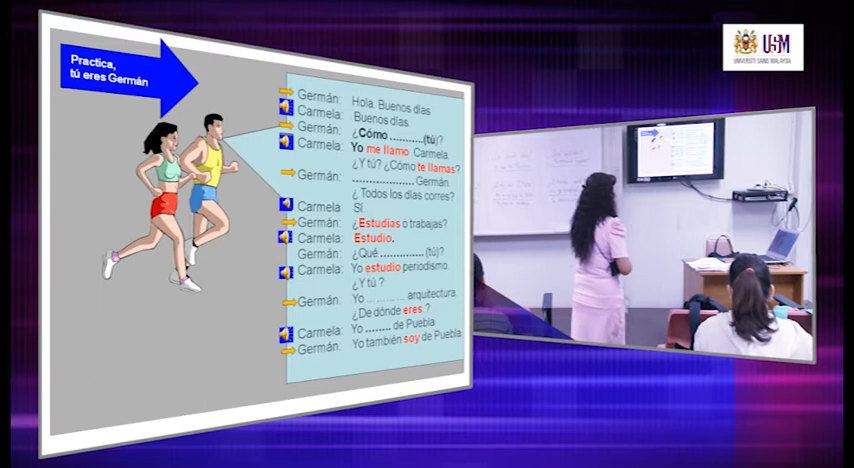 Practica,
tú eres Germán
Germán: Hola. Buenos días
Carmela: Buenos días.
Germán: ¿Cómo ...........(tú)?
Carmela: Yo me llamo Carmela.
¿Y tú? ¿Cómo te llamas?
Germán: .................... Germán.
¿Todos los días corres?
Carmela Sí.
Germán: ¿Estudias o trabajas?
Carmela: Estudio.
Germán: ¿Qué .............. (tú)?
Carmela: Yo estudio periodismo.
¿Y tú ?
Germán: Yo ............ arquitectura.
¿De dónde eres.?
Carmela: Yo ........ de Puebla.
Germán: Yo también soy de Puebla.
USM
UNIVERSITI SAINS MALAYSIA